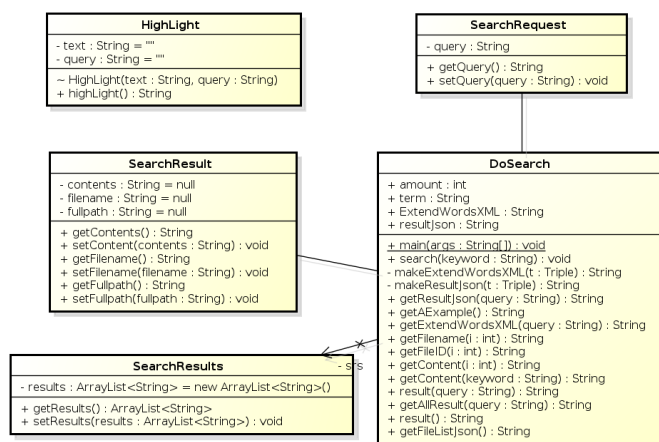 HighLight
- text : String = ""
- query : String = ""
~ HighLight(text : String, query : String)
+ highLight() : String
SearchRequest
- query : String
+ getQuery() : String
+ setQuery(query : String) : void
SearchResult
- contents : String = null
- filename : String = null
- fullpath : String = null
+ getContents() : String
+ setContent(contents : String) : void
+ getFilename() : String
+ setFilename(filename : String) : void
+ getFullpath() : String
+ setFullpath(fullpath : String) : void
DoSearch
+ amount : int
+ term : String
+ ExtendWordsXML : String
+ resultJson : String
+ main(args : String[]) : void
+ search(keyword : String) : void
- makeExtendWordsXML(t : Triple) : String
- makeResultJson(t : Triple) : String
+ getResultJson(query : String) : String
+ getAExample() : String
+ getExtendWordsXML(query : String) : String
+ getFilename(i : int) : String
+ getFileID(i : int) : String
+ getContent(i : int) : String
+ getContent(keyword : String) : String
+ result(query : String) : String
+ getAllResult(query : String) : String
+ result() : String
+ getFileListJson() : String
- srs
SearchResults
- results : ArrayList<String> = new ArrayList<String>()
+ getResults() : ArrayList<String>
+ setResults(results : ArrayList<String>) : void